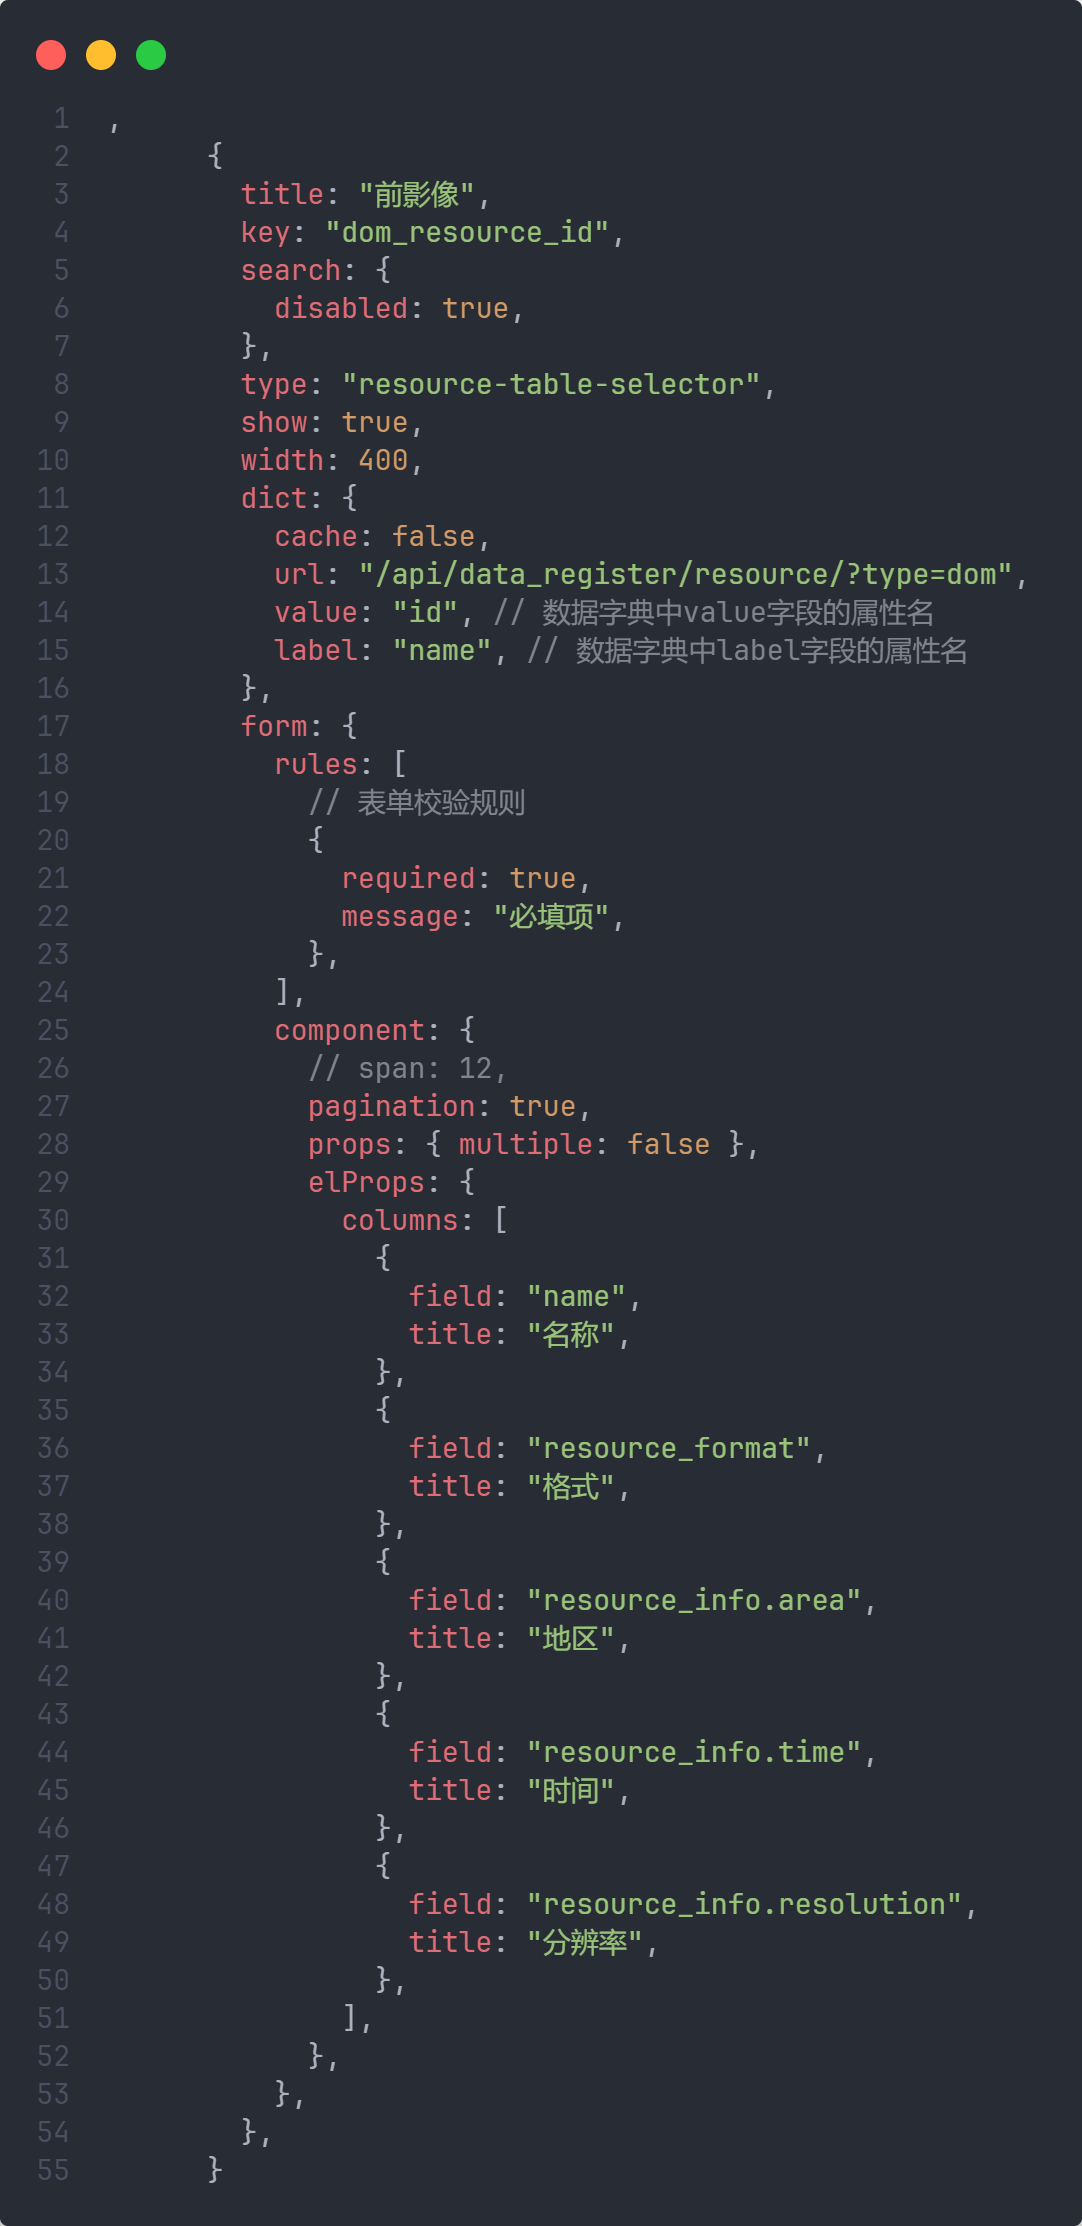 1 ,
2 {
3 title: "前影像",
4 key: "dom_resource_id",
5 search: {
6 disabled: true,
7 },
8 type: "resource-table-selector",
9 show: true,
10 width: 400,
11 dict: {
12 cache: false,
13 url: "/api/data_register/resource/?type=dom",
14 value: "id", // 数据字典中value字段的属性名
15 label: "name", // 数据字典中label字段的属性名
16 },
17 form: {
18 rules: [
19 // 表单校验规则
20 {
21 required: true,
22 message: "必填项",
23 },
24 ],
25 component: {
26 // span: 12,
27 pagination: true,
28 props: { multiple: false },
29 elProps: {
30 columns: [
31 {
32 field: "name",
33 title: "名称",
34 },
35 {
36 field: "resource_format",
37 title: "格式",
38 },
39 {
40 field: "resource_info.area",
41 title: "地区",
42 },
43 {
44 field: "resource_info.time",
45 title: "时间",
46 },
47 {
48 field: "resource_info.resolution",
49 title: "分辨率",
50 },
51 ],
52 },
53 },
54 },
55 }